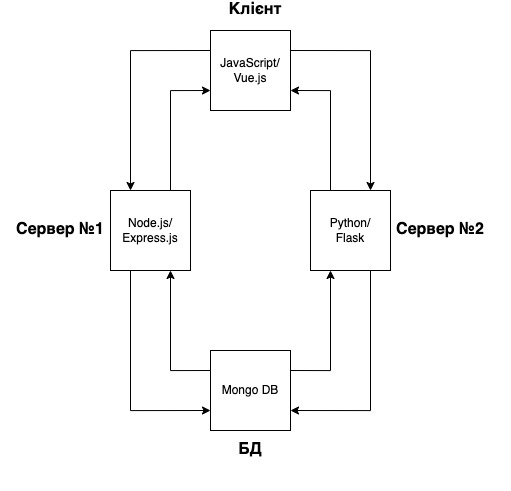 Клієнт
JavaScript/
Vue.js
Сервер №1
Node.js/
Express.js
Python/
Flask
Сервер №2
Mongo DB
БД